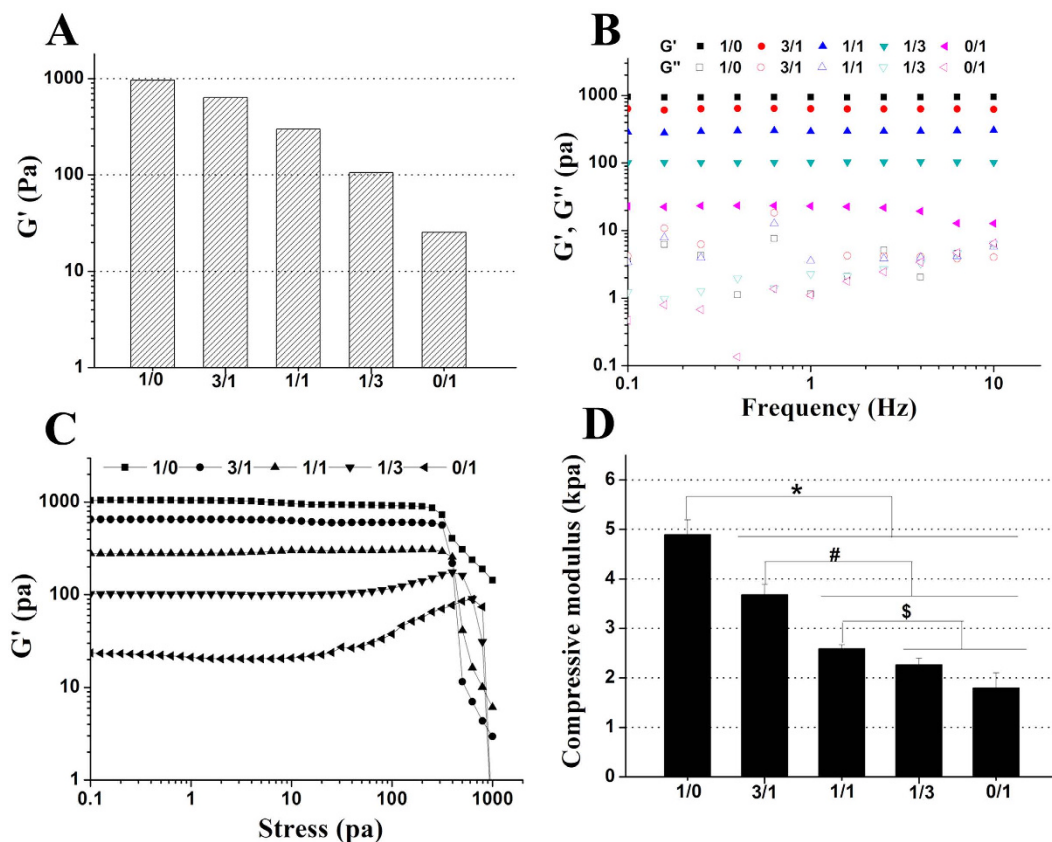 A
G' (Pa)
1000
100
10
1
1/0 3/1 1/1 1/3 0/1
B
G' 1/0 3/1 1/1 1/3 0/1
G" 1/0 3/1 1/1 1/3 0/1
G', G" (pa)
1000
100
10
1
0.1
0.1 1 10
Frequency (Hz)
C
1/0 3/1 1/1 1/3 0/1
G' (pa)
1000
100
10
1
0.1 1 10 100 1000
Stress (pa)
D
Compressive modulus (kpa)
6
5
4
3
2
1
0
*
#
$
1/0 3/1 1/1 1/3 0/1